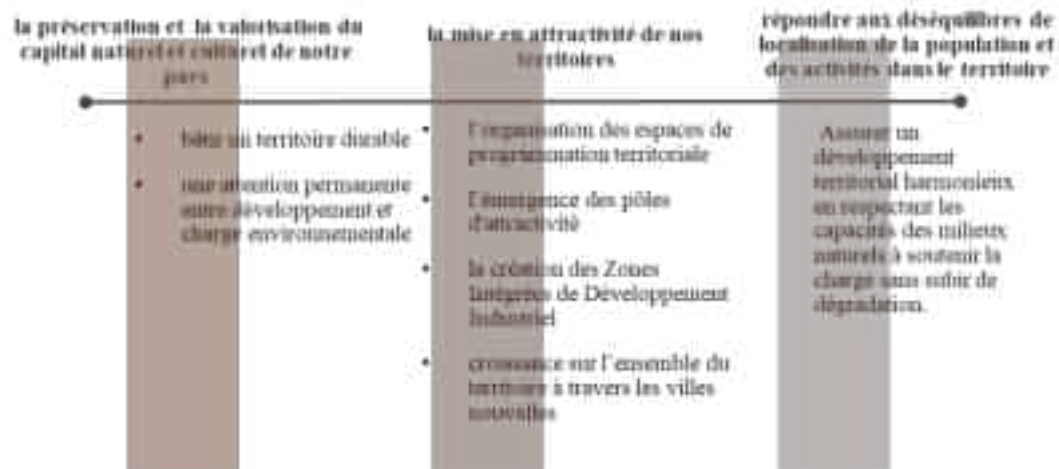 la préservation et la valorisation du
capital naturel et culturel de notre
pays
bâtir un territoire durable
une attention permanente
entre développement et
charge environnementale
la mise en attractivité de nos
territoires
l'organisation des espaces de
programmation territoriale
l'émergence des pôles
d'attractivité
la création des Zones
Intégrées de Développement
Industriel
croissance sur l'ensemble du
territoire à travers les villes
nouvelles
répondre aux déséquilibres de
localisation de la population et
des activités dans le territoire
Assurer un
développement
territorial harmonieux
en respectant les
capacités des milieux
naturels à soutenir la
charge sans subir de
dégradation.